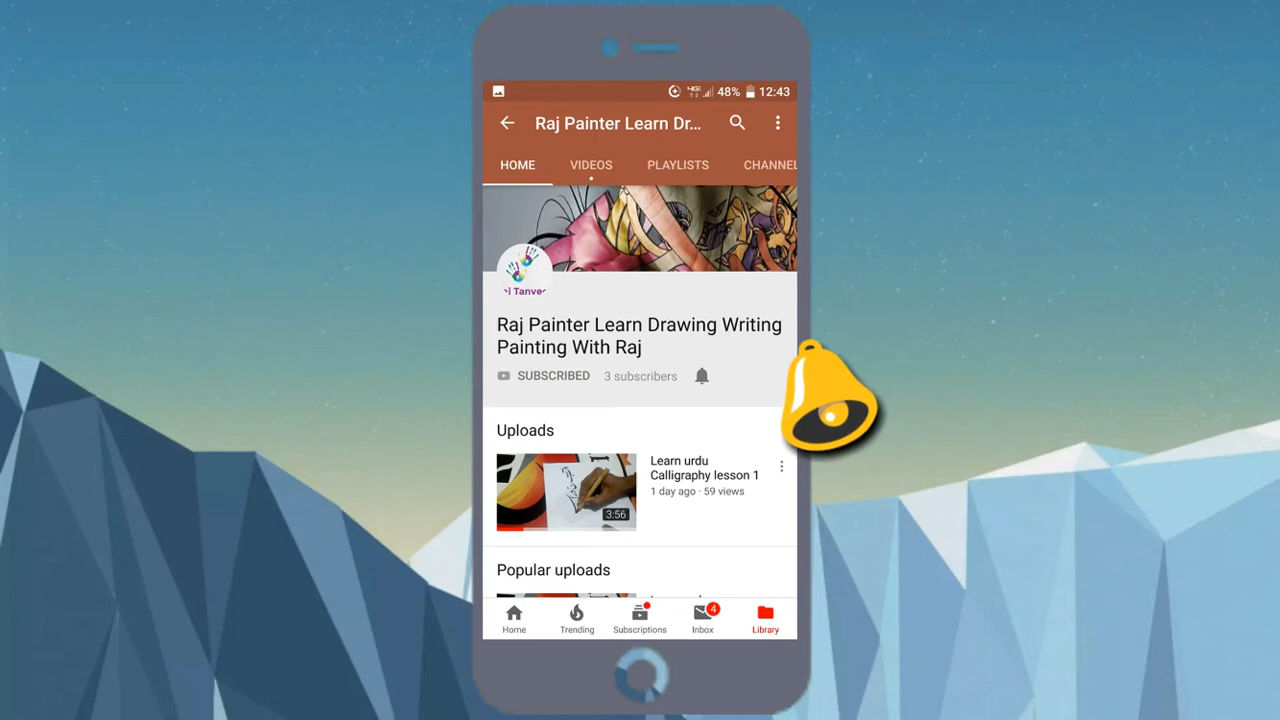 4GE 48% 12:43
Raj Painter Learn Dr...
HOME VIDEOS PLAYLISTS CHANNEL
Raj Painter Learn Drawing Writing
Painting With Raj
SUBSCRIBED 3 subscribers
Uploads
Learn urdu
Calligraphy lesson 1
1 day ago · 59 views
3:56
Popular uploads
Home Trending Subscriptions Inbox 4 Library